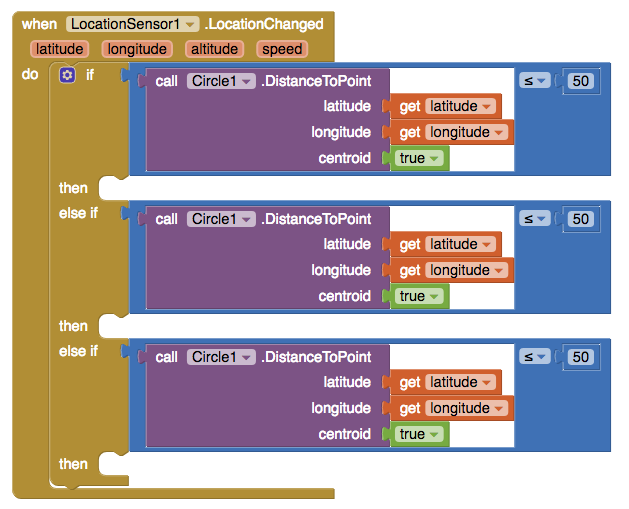 when LocationSensor1 .LocationChanged
latitude longitude altitude speed
do if call Circle1 .DistanceToPoint ≤ 50
latitude get latitude
longitude get longitude
centroid true
then
else if call Circle1 .DistanceToPoint ≤ 50
latitude get latitude
longitude get longitude
centroid true
then
else if call Circle1 .DistanceToPoint ≤ 50
latitude get latitude
longitude get longitude
centroid true
then